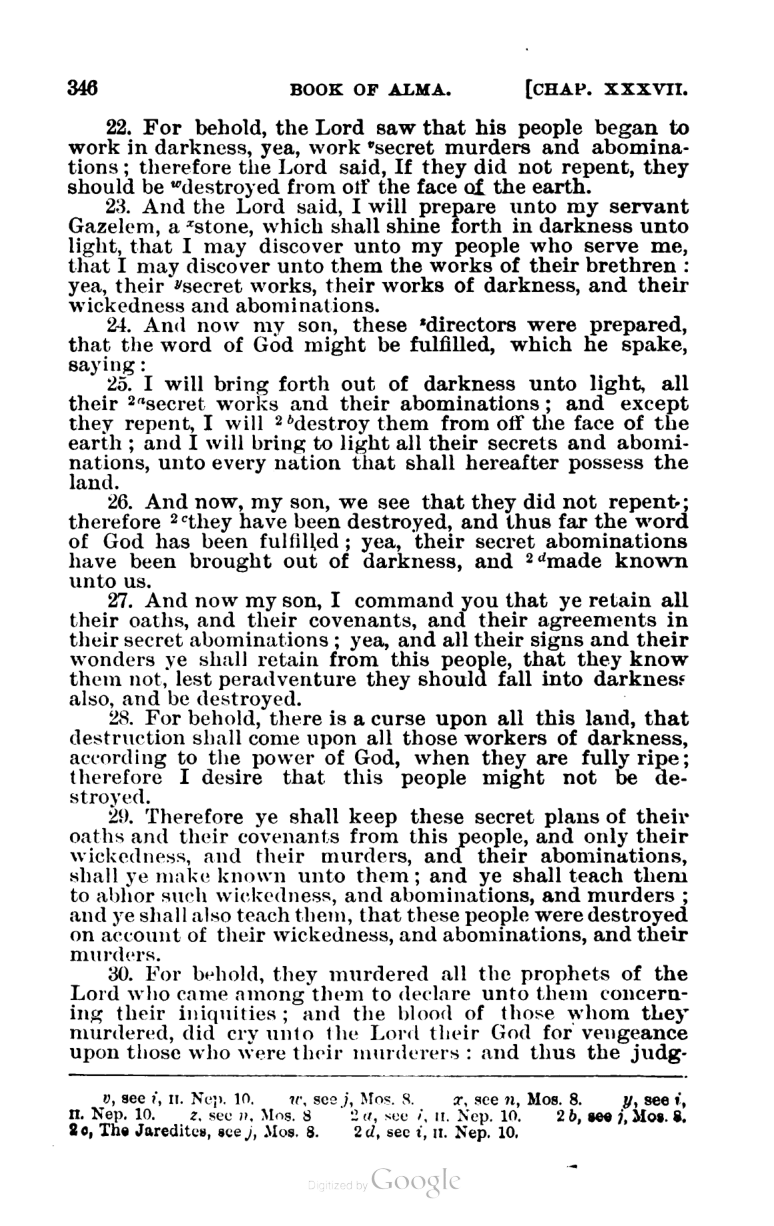 346 BOOK OF ALMA. [CHAP. XXXVII.
22. For behold, the Lord saw that his people began to
work in darkness, yea, work ᵛsecret murders and abomina-
tions; therefore the Lord said, If they did not repent, they
should be ʷdestroyed from off the face of the earth.
23. And the Lord said, I will prepare unto my servant
Gazelem, a ˣstone, which shall shine forth in darkness unto
light, that I may discover unto my people who serve me,
that I may discover unto them the works of their brethren:
yea, their ʸsecret works, their works of darkness, and their
wickedness and abominations.
24. And now my son, these ᶻdirectors were prepared,
that the word of God might be fulfilled, which he spake,
saying:
25. I will bring forth out of darkness unto light, all
their ²ᵃsecret works and their abominations; and except
they repent, I will ²ᵇdestroy them from off the face of the
earth; and I will bring to light all their secrets and abomi-
nations, unto every nation that shall hereafter possess the
land.
26. And now, my son, we see that they did not repent;
therefore ²ᶜthey have been destroyed, and thus far the word
of God has been fulfilled; yea, their secret abominations
have been brought out of darkness, and ²ᵈmade known
unto us.
27. And now my son, I command you that ye retain all
their oaths, and their covenants, and their agreements in
their secret abominations; yea, and all their signs and their
wonders ye shall retain from this people, that they know
them not, lest peradventure they should fall into darkness
also, and be destroyed.
28. For behold, there is a curse upon all this land, that
destruction shall come upon all those workers of darkness,
according to the power of God, when they are fully ripe;
therefore I desire that this people might not be de-
stroyed.
29. Therefore ye shall keep these secret plans of their
oaths and their covenants from this people, and only their
wickedness, and their murders, and their abominations,
shall ye make known unto them; and ye shall teach them
to abhor such wickedness, and abominations, and murders;
and ye shall also teach them, that these people were destroyed
on account of their wickedness, and abominations, and their
murders.
30. For behold, they murdered all the prophets of the
Lord who came among them to declare unto them concern-
ing their iniquities; and the blood of those whom they
murdered, did cry unto the Lord their God for vengeance
upon those who were their murderers: and thus the judg-
v, see i, II. Nep. 10. w, see j, Mos. 8. x, see n, Mos. 8. y, see i,
II. Nep. 10. z, see n, Mos. 8 2a, see i, II. Nep. 10. 2b, see j, Mos. 8.
2c, The Jaredites, see j, Mos. 8. 2d, see i, II. Nep. 10.
Digitized by Google